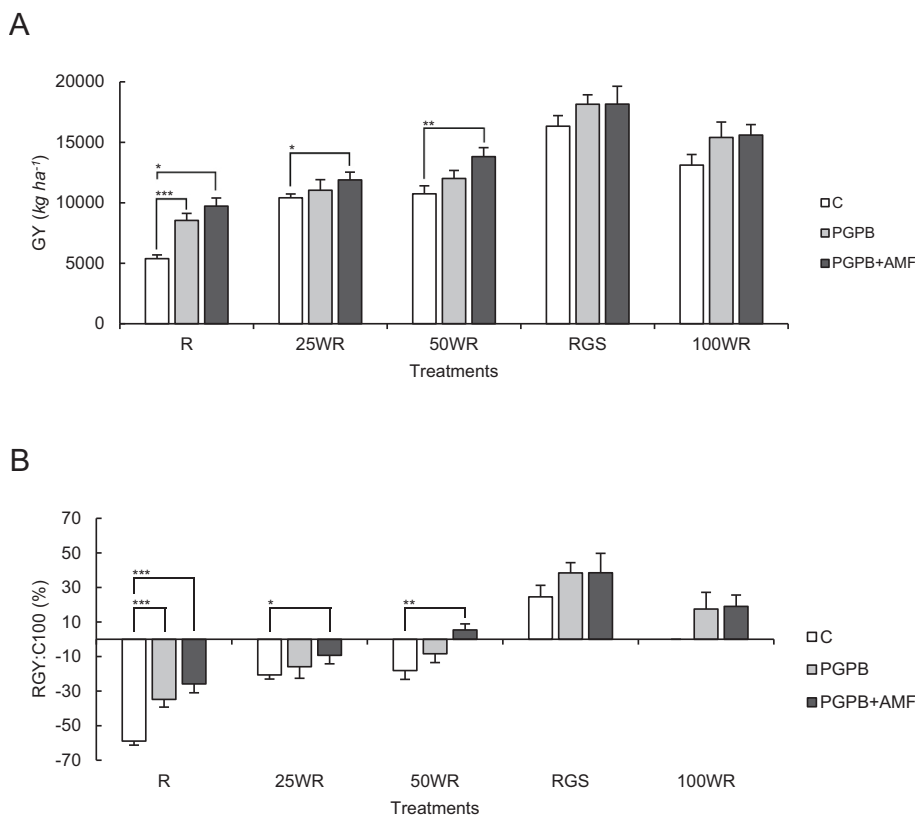 A
20000
15000
10000
5000
0
GY (kg ha⁻¹)
*
***
*
**
R 25WR 50WR RGS 100WR
Treatments
C
PGPB
PGPB+AMF
B
70
50
30
10
-10
-30
-50
-70
RGY:C100 (%)
***
***
*
**
R 25WR 50WR RGS 100WR
Treatments
C
PGPB
PGPB+AMF